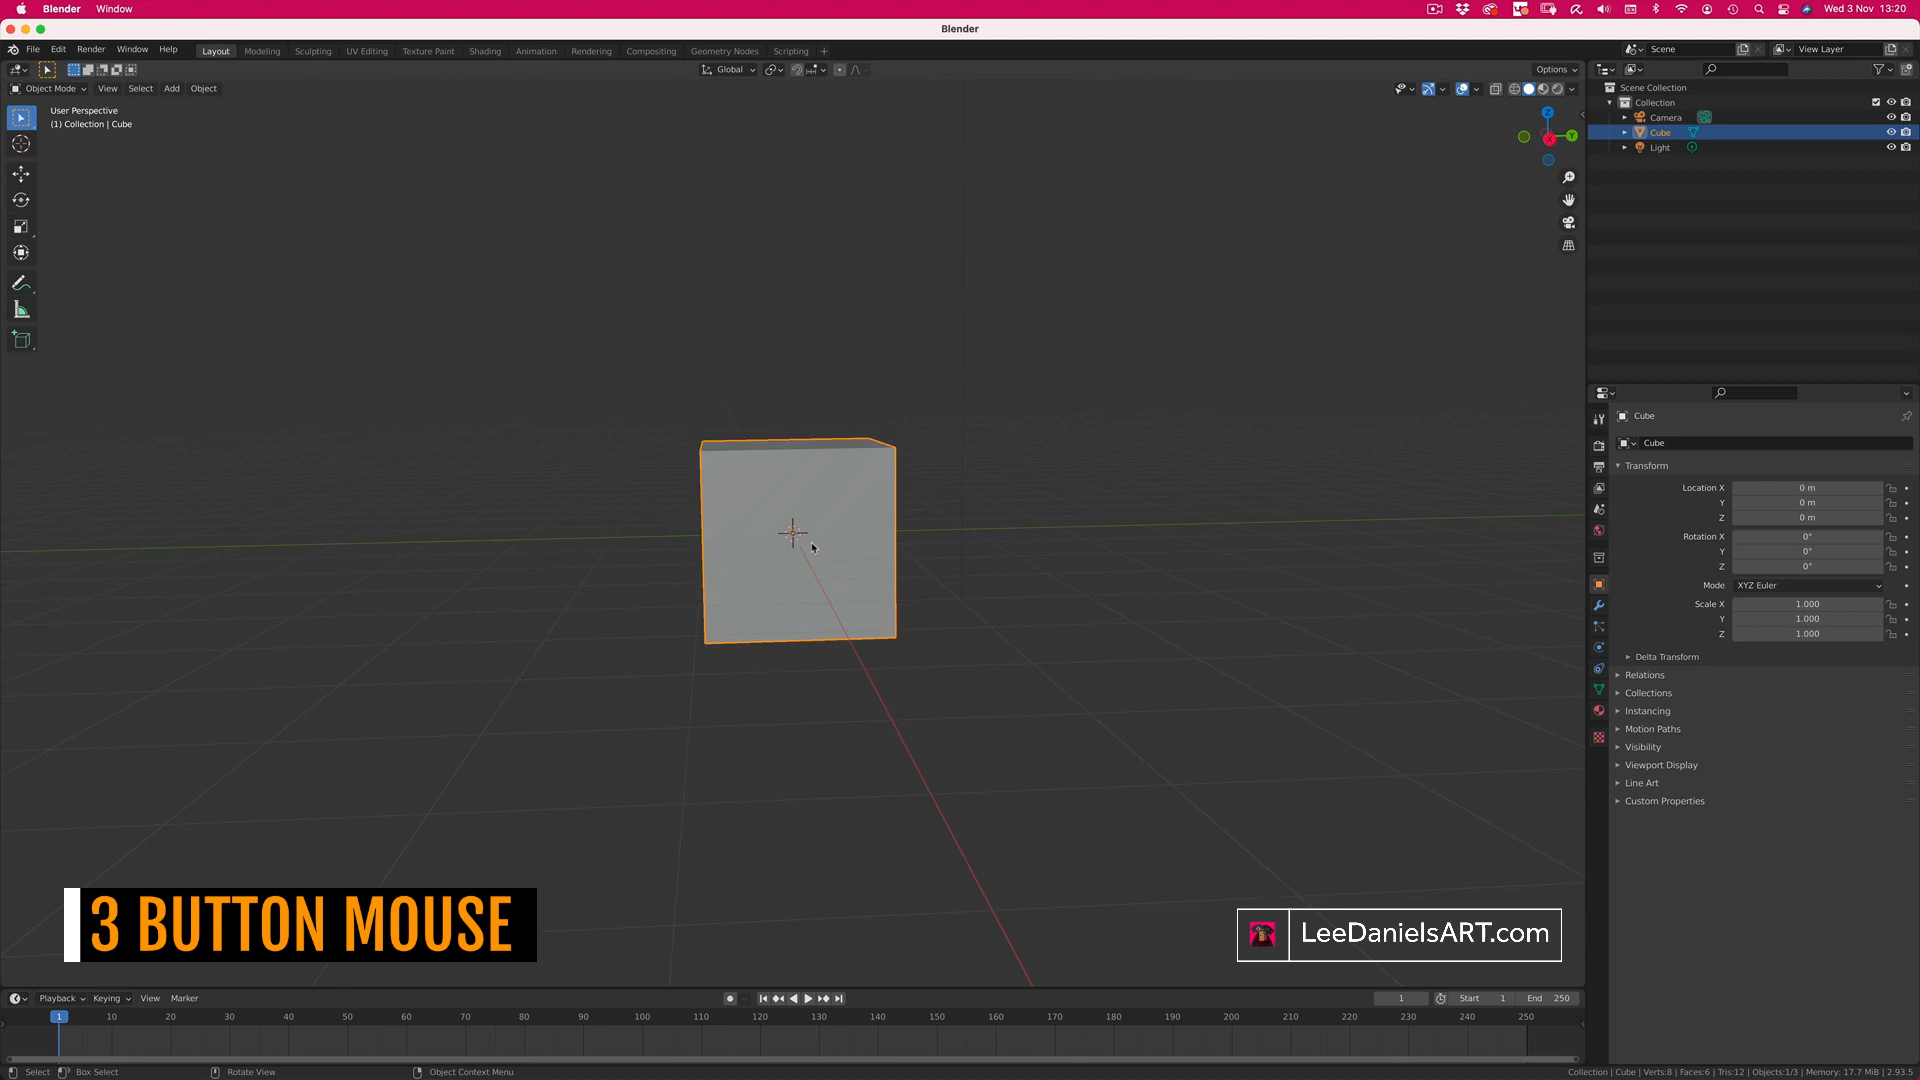 Blender Window Wed 3 Nov 13:20
Blender
File Edit Render Window Help Layout Modeling Sculpting UV Editing Texture Paint Shading Animation Rendering Compositing Geometry Nodes Scripting + Scene View Layer
Global Options
Object Mode View Select Add Object
User Perspective
(1) Collection | Cube
Z
Y
X
Scene Collection
Collection
Camera
Cube
Light
Cube
Cube
Transform
Location X 0 m
Y 0 m
Z 0 m
Rotation X 0°
Y 0°
Z 0°
Mode XYZ Euler
Scale X 1.000
Y 1.000
Z 1.000
Delta Transform
Relations
Collections
Instancing
Motion Paths
Visibility
Viewport Display
Line Art
Custom Properties
3 BUTTON MOUSE
LeeDanielsART.com
Playback Keying View Marker 1 Start 1 End 250
1 10 20 30 40 50 60 70 80 90 100 110 120 130 140 150 160 170 180 190 200 210 220 230 240 250
Select Box Select Rotate View Object Context Menu Collection | Cube | Verts:8 | Faces:6 | Tris:12 | Objects:1/3 | Memory: 17.7 MiB | 2.93.5